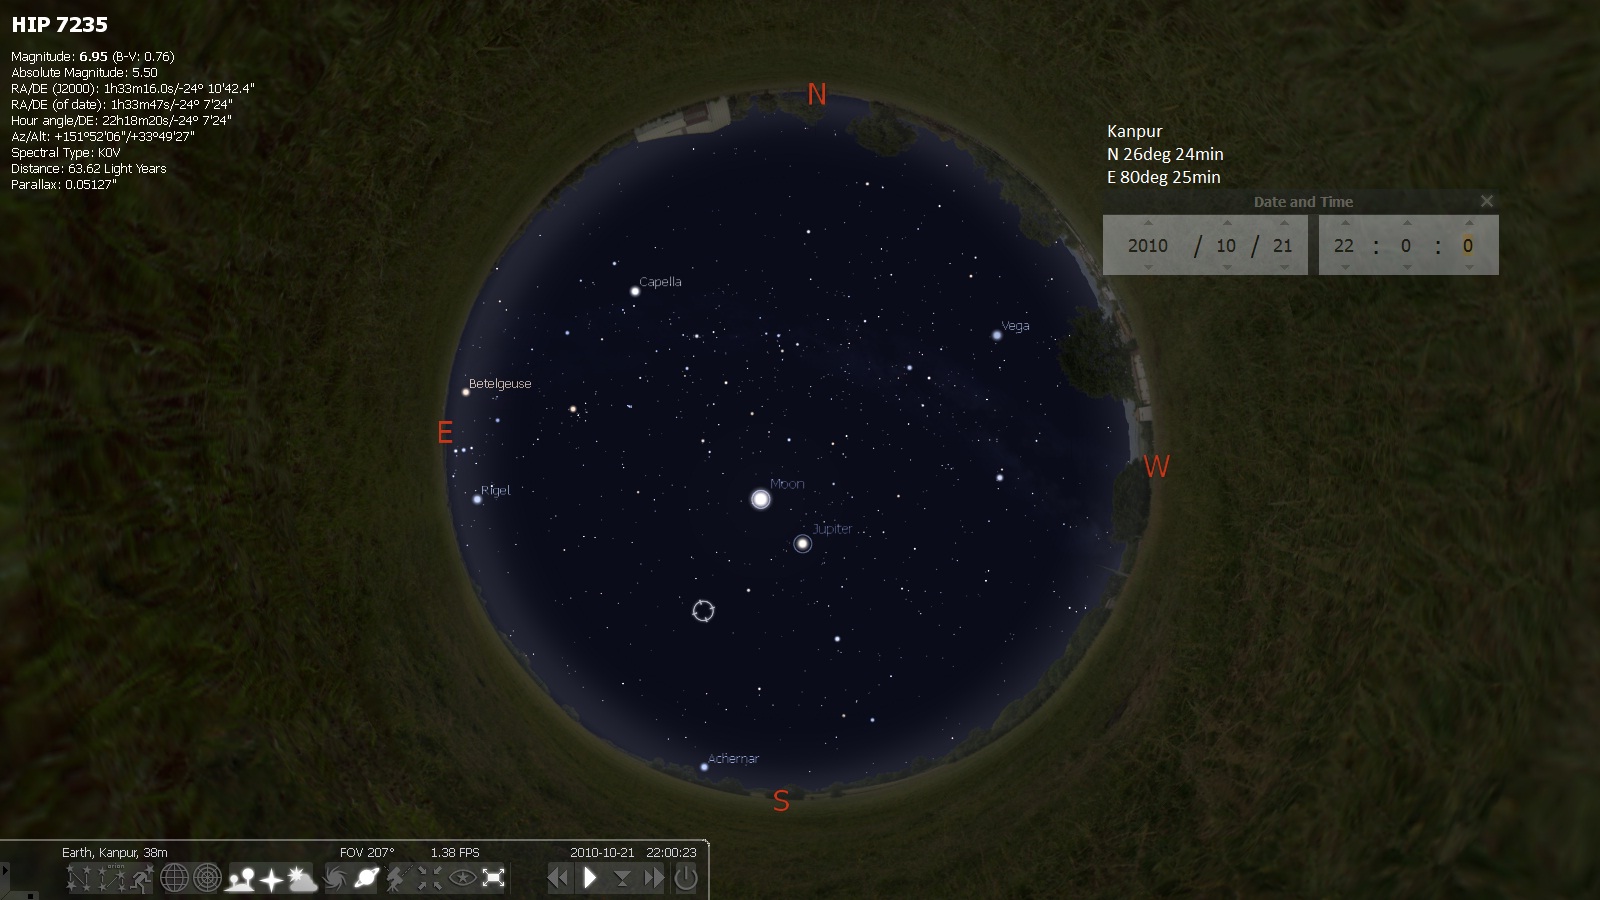 HIP 7235
Magnitude: 6.95 (B-V: 0.76)
Absolute Magnitude: 5.50
RA/DE (J2000): 1h33m16.0s/-24° 10'42.4"
RA/DE (of date): 1h33m47s/-24° 7'24"
Hour angle/DE: 22h18m20s/-24° 7'24"
Az/Alt: +151°52'06"/+33°49'27"
Spectral Type: K0V
Distance: 63.62 Light Years
Parallax: 0.05127"
N
Kanpur
N 26deg 24min
E 80deg 25min
Date and Time
2010 / 10 / 21 22 : 0 : 0
Capella
Vega
Betelgeuse
E
W
Rigel
Moon
Jupiter
Achernar
S
Earth, Kanpur, 38m FOV 207° 1.38 FPS 2010-10-21 22:00:23